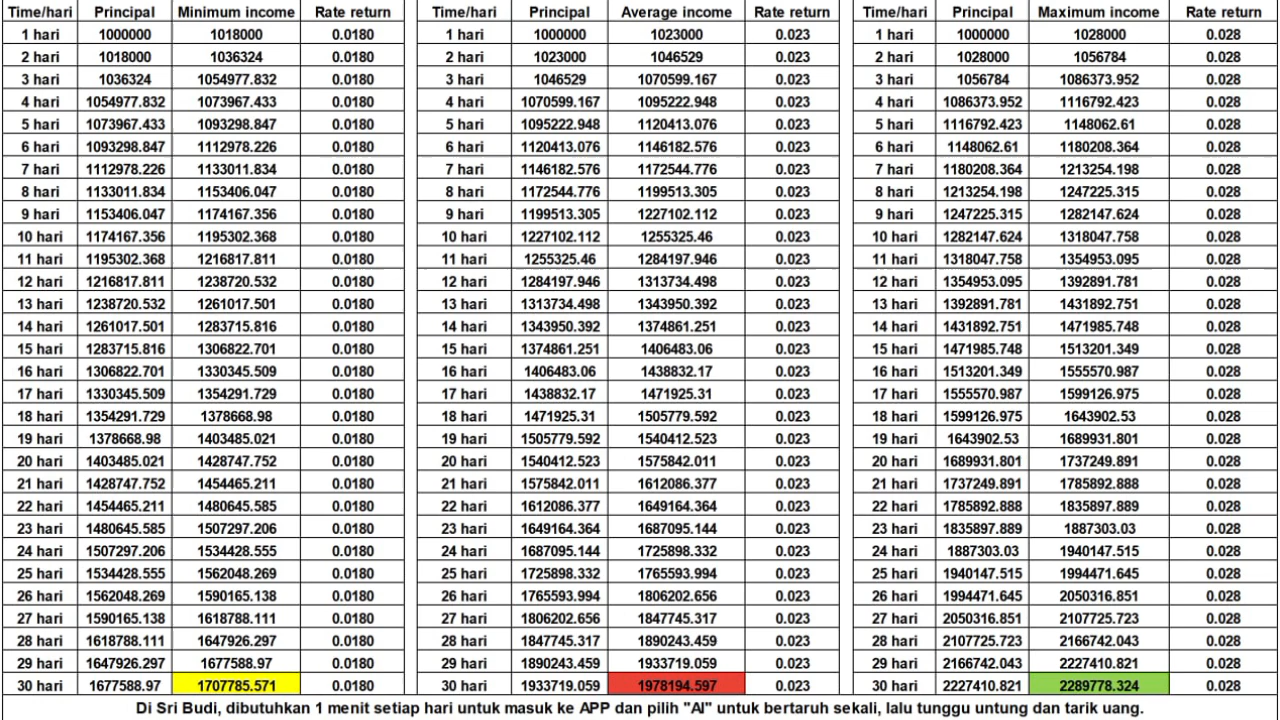 Time/hari Principal Minimum income Rate return Time/hari Principal Average income Rate return Time/hari Principal Maximum income Rate return
1 hari 1000000 1018000 0.0180 1 hari 1000000 1023000 0.023 1 hari 1000000 1028000 0.028
2 hari 1018000 1036324 0.0180 2 hari 1023000 1046529 0.023 2 hari 1028000 1056784 0.028
3 hari 1036324 1054977.832 0.0180 3 hari 1046529 1070599.167 0.023 3 hari 1056784 1086373.952 0.028
4 hari 1054977.832 1073967.433 0.0180 4 hari 1070599.167 1095222.948 0.023 4 hari 1086373.952 1116792.423 0.028
5 hari 1073967.433 1093298.847 0.0180 5 hari 1095222.948 1120413.076 0.023 5 hari 1116792.423 1148062.61 0.028
6 hari 1093298.847 1112978.226 0.0180 6 hari 1120413.076 1146182.576 0.023 6 hari 1148062.61 1180208.364 0.028
7 hari 1112978.226 1133011.834 0.0180 7 hari 1146182.576 1172544.776 0.023 7 hari 1180208.364 1213254.198 0.028
8 hari 1133011.834 1153406.047 0.0180 8 hari 1172544.776 1199513.305 0.023 8 hari 1213254.198 1247225.315 0.028
9 hari 1153406.047 1174167.356 0.0180 9 hari 1199513.305 1227102.112 0.023 9 hari 1247225.315 1282147.624 0.028
10 hari 1174167.356 1195302.368 0.0180 10 hari 1227102.112 1255325.46 0.023 10 hari 1282147.624 1318047.758 0.028
11 hari 1195302.368 1216817.811 0.0180 11 hari 1255325.46 1284197.946 0.023 11 hari 1318047.758 1354953.095 0.028
12 hari 1216817.811 1238720.532 0.0180 12 hari 1284197.946 1313734.498 0.023 12 hari 1354953.095 1392891.781 0.028
13 hari 1238720.532 1261017.501 0.0180 13 hari 1313734.498 1343950.392 0.023 13 hari 1392891.781 1431892.751 0.028
14 hari 1261017.501 1283715.816 0.0180 14 hari 1343950.392 1374861.251 0.023 14 hari 1431892.751 1471985.748 0.028
15 hari 1283715.816 1306822.701 0.0180 15 hari 1374861.251 1406483.06 0.023 15 hari 1471985.748 1513201.349 0.028
16 hari 1306822.701 1330345.509 0.0180 16 hari 1406483.06 1438832.17 0.023 16 hari 1513201.349 1555570.987 0.028
17 hari 1330345.509 1354291.729 0.0180 17 hari 1438832.17 1471925.31 0.023 17 hari 1555570.987 1599126.975 0.028
18 hari 1354291.729 1378668.98 0.0180 18 hari 1471925.31 1505779.592 0.023 18 hari 1599126.975 1643902.53 0.028
19 hari 1378668.98 1403485.021 0.0180 19 hari 1505779.592 1540412.523 0.023 19 hari 1643902.53 1689931.801 0.028
20 hari 1403485.021 1428747.752 0.0180 20 hari 1540412.523 1575842.011 0.023 20 hari 1689931.801 1737249.891 0.028
21 hari 1428747.752 1454465.211 0.0180 21 hari 1575842.011 1612086.377 0.023 21 hari 1737249.891 1785892.888 0.028
22 hari 1454465.211 1480645.585 0.0180 22 hari 1612086.377 1649164.364 0.023 22 hari 1785892.888 1835897.889 0.028
23 hari 1480645.585 1507297.206 0.0180 23 hari 1649164.364 1687095.144 0.023 23 hari 1835897.889 1887303.03 0.028
24 hari 1507297.206 1534428.555 0.0180 24 hari 1687095.144 1725898.332 0.023 24 hari 1887303.03 1940147.515 0.028
25 hari 1534428.555 1562048.269 0.0180 25 hari 1725898.332 1765593.994 0.023 25 hari 1940147.515 1994471.645 0.028
26 hari 1562048.269 1590165.138 0.0180 26 hari 1765593.994 1806202.656 0.023 26 hari 1994471.645 2050316.851 0.028
27 hari 1590165.138 1618788.111 0.0180 27 hari 1806202.656 1847745.317 0.023 27 hari 2050316.851 2107725.723 0.028
28 hari 1618788.111 1647926.297 0.0180 28 hari 1847745.317 1890243.459 0.023 28 hari 2107725.723 2166742.043 0.028
29 hari 1647926.297 1677588.97 0.0180 29 hari 1890243.459 1933719.059 0.023 29 hari 2166742.043 2227410.821 0.028
30 hari 1677588.97 1707785.571 0.0180 30 hari 1933719.059 1978194.597 0.023 30 hari 2227410.821 2289778.324 0.028
Di Sri Budi, dibutuhkan 1 menit setiap hari untuk masuk ke APP dan pilih "AI" untuk bertaruh sekali, lalu tunggu untung dan tarik uang.